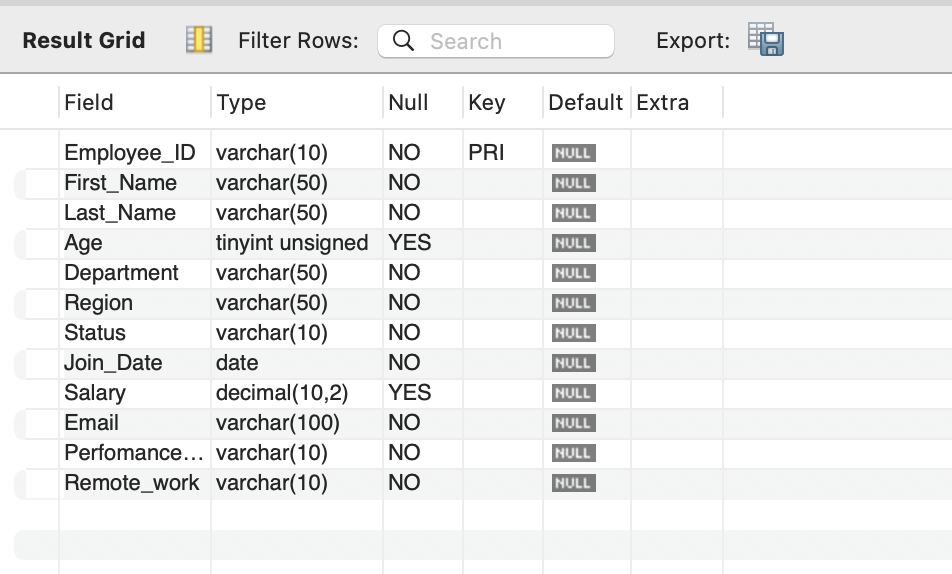 Result Grid Filter Rows: Search Export:
Field Type Null Key Default Extra
Employee_ID varchar(10) NO PRI NULL
First_Name varchar(50) NO NULL
Last_Name varchar(50) NO NULL
Age tinyint unsigned YES NULL
Department varchar(50) NO NULL
Region varchar(50) NO NULL
Status varchar(10) NO NULL
Join_Date date NO NULL
Salary decimal(10,2) YES NULL
Email varchar(100) NO NULL
Perfomance... varchar(10) NO NULL
Remote_work varchar(10) NO NULL